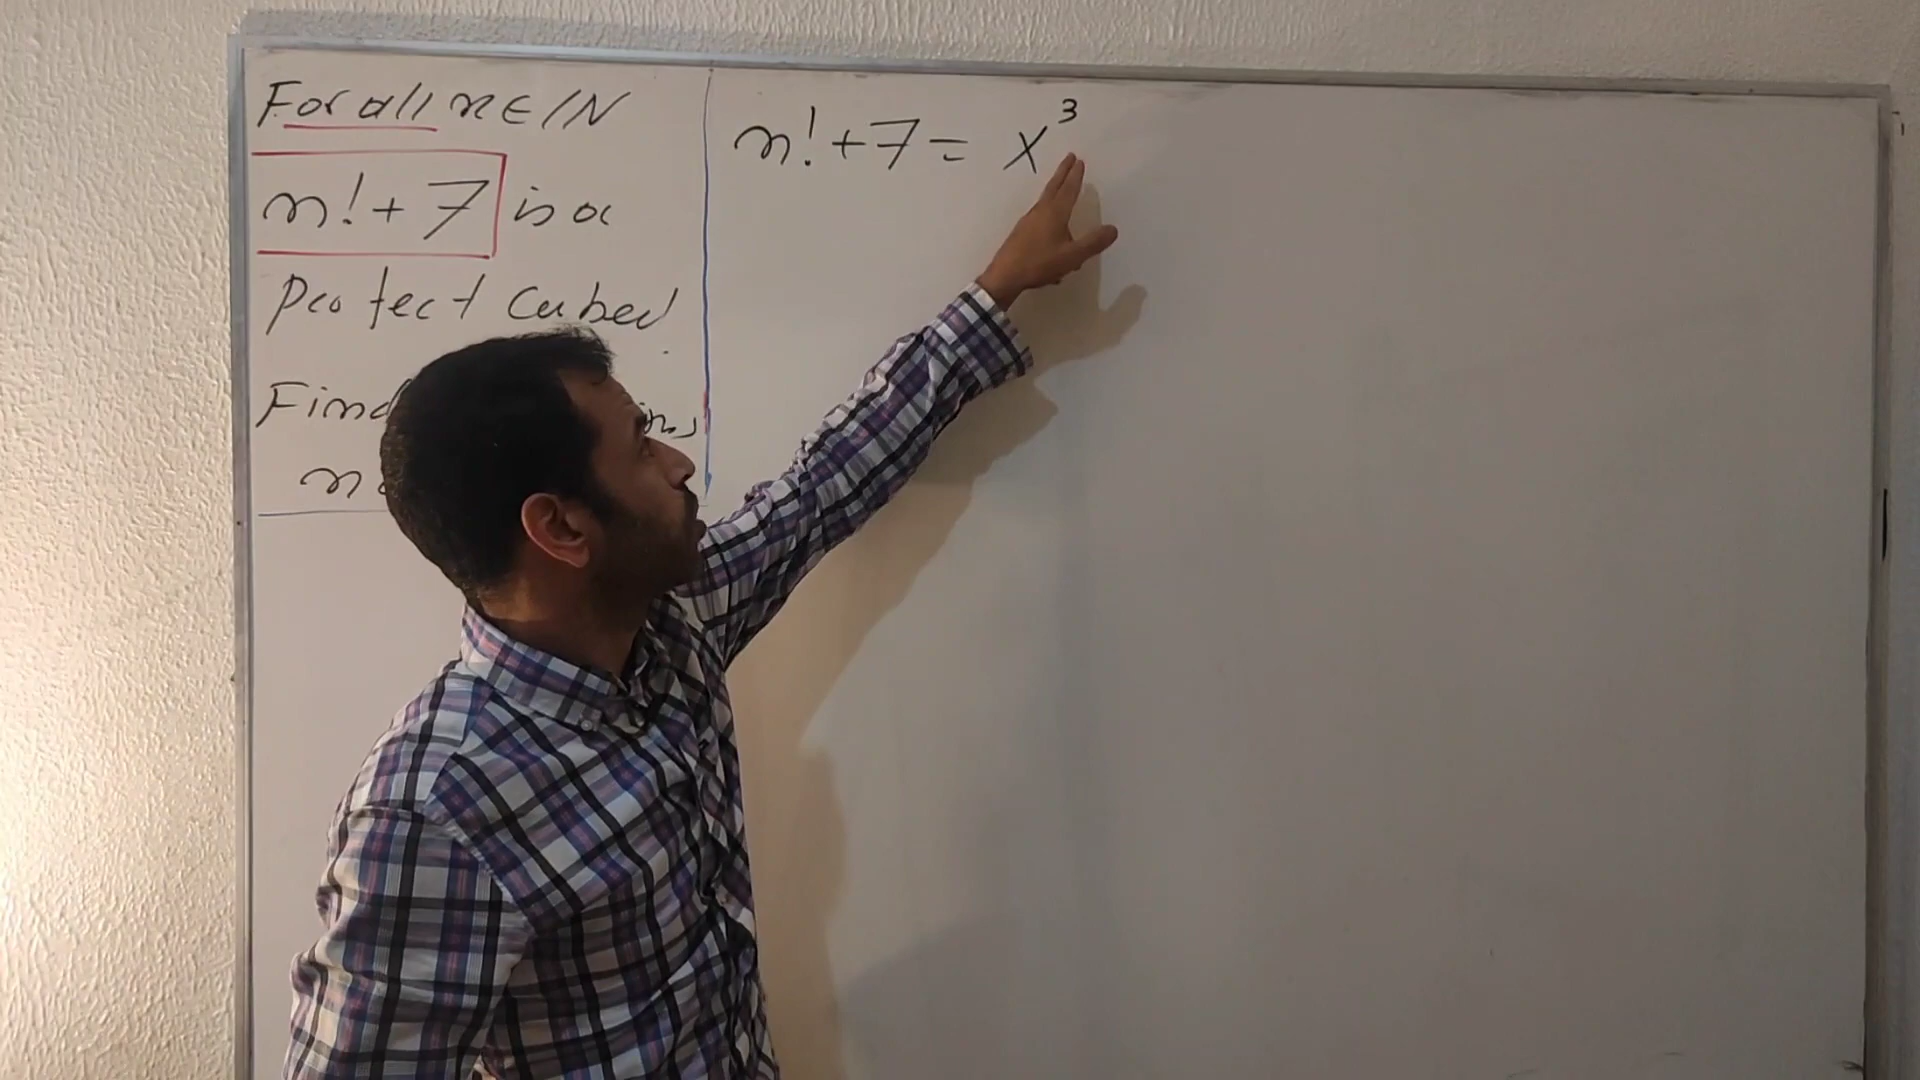 For all n ∈ IN
n! + 7 is a
perfect cubed
Find
n
n! + 7 = x³